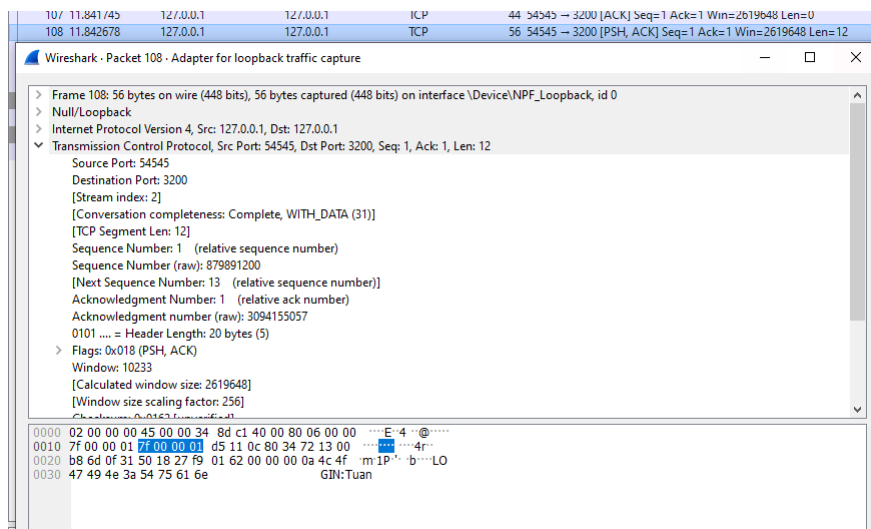 107 11.841745 127.0.0.1 127.0.0.1 TCP 44 54545 → 3200 [ACK] Seq=1 Ack=1 Win=2619648 Len=0
108 11.842678 127.0.0.1 127.0.0.1 TCP 56 54545 → 3200 [PSH, ACK] Seq=1 Ack=1 Win=2619648 Len=12
Wireshark · Packet 108 · Adapter for loopback traffic capture
Frame 108: 56 bytes on wire (448 bits), 56 bytes captured (448 bits) on interface \Device\NPF_Loopback, id 0
Null/Loopback
Internet Protocol Version 4, Src: 127.0.0.1, Dst: 127.0.0.1
Transmission Control Protocol, Src Port: 54545, Dst Port: 3200, Seq: 1, Ack: 1, Len: 12
Source Port: 54545
Destination Port: 3200
[Stream index: 2]
[Conversation completeness: Complete, WITH_DATA (31)]
[TCP Segment Len: 12]
Sequence Number: 1 (relative sequence number)
Sequence Number (raw): 879891200
[Next Sequence Number: 13 (relative sequence number)]
Acknowledgment Number: 1 (relative ack number)
Acknowledgment number (raw): 3094155057
0101 .... = Header Length: 20 bytes (5)
Flags: 0x018 (PSH, ACK)
Window: 10233
[Calculated window size: 2619648]
[Window size scaling factor: 256]
Checksum: 0x0162 [unverified]
0000 02 00 00 00 45 00 00 34 8d c1 40 00 80 06 00 00 ····E··4 ··@·····
0010 7f 00 00 01 7f 00 00 01 d5 11 0c 80 34 72 13 00 ········ ····4r··
0020 b8 6d 0f 31 50 18 27 f9 01 62 00 00 00 0a 4c 4f ·m·1P·'· ·b····LO
0030 47 49 4e 3a 54 75 61 6e GIN:Tuan